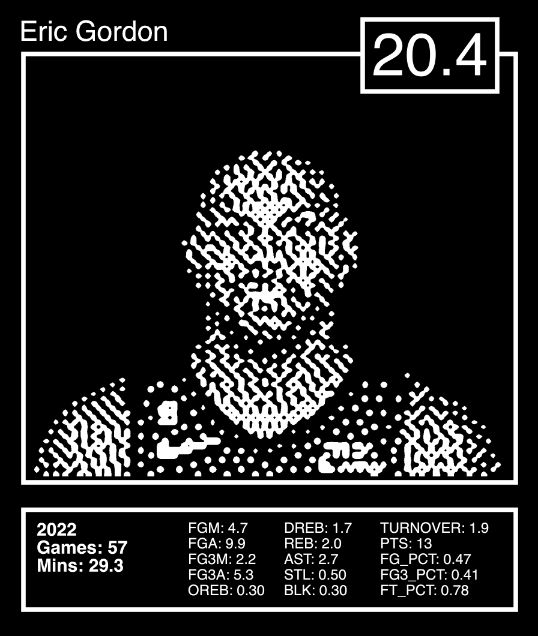 Eric Gordon
20.4
2022
Games: 57
Mins: 29.3
FGM: 4.7
FGA: 9.9
FG3M: 2.2
FG3A: 5.3
OREB: 0.30
DREB: 1.7
REB: 2.0
AST: 2.7
STL: 0.50
BLK: 0.30
TURNOVER: 1.9
PTS: 13
FG_PCT: 0.47
FG3_PCT: 0.41
FT_PCT: 0.78